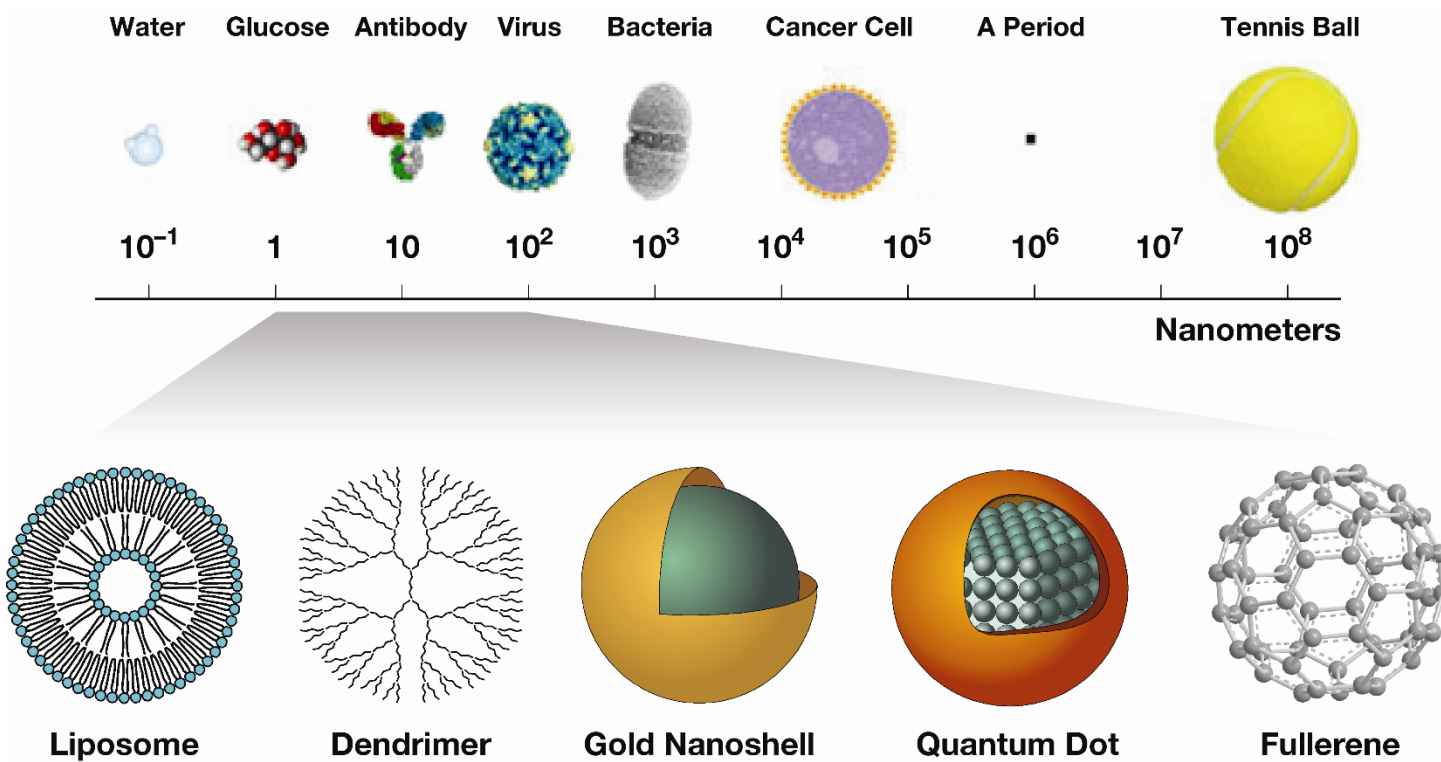 Water Glucose Antibody Virus Bacteria Cancer Cell A Period Tennis Ball
10⁻¹ 1 10 10² 10³ 10⁴ 10⁵ 10⁶ 10⁷ 10⁸
Nanometers
Liposome Dendrimer Gold Nanoshell Quantum Dot Fullerene